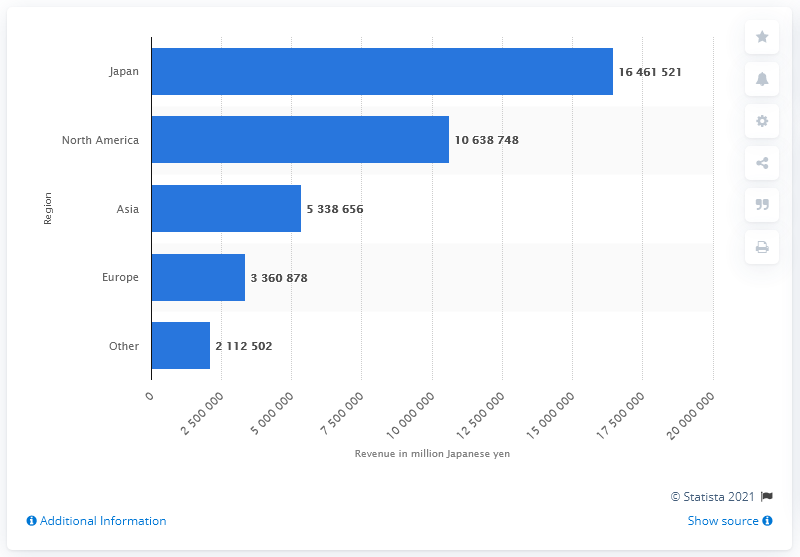 Japan
16 461 521
North America
10 638 748
Asia
5 338 656
Europe
3 360 878
Other
2 112 502
Region
0
2 500 000
5 000 000
7 500 000
10 000 000
12 500 000
15 000 000
17 500 000
20 000 000
Revenue in million Japanese yen
© Statista 2021
Additional Information
Show source